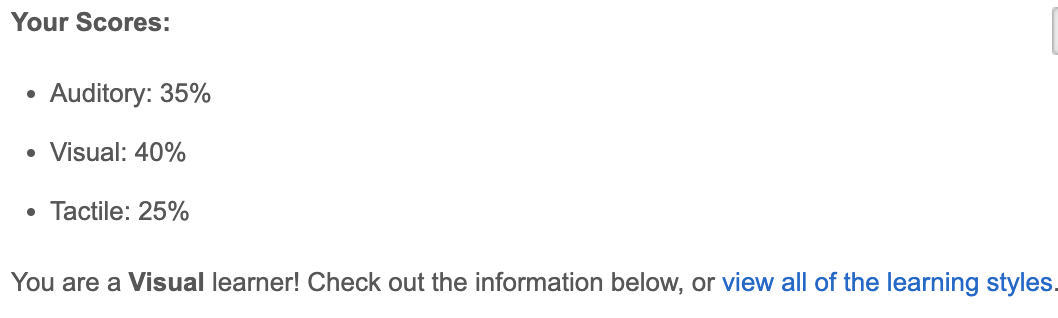 Your Scores:
• Auditory: 35%
• Visual: 40%
• Tactile: 25%
You are a Visual learner! Check out the information below, or view all of the learning styles.